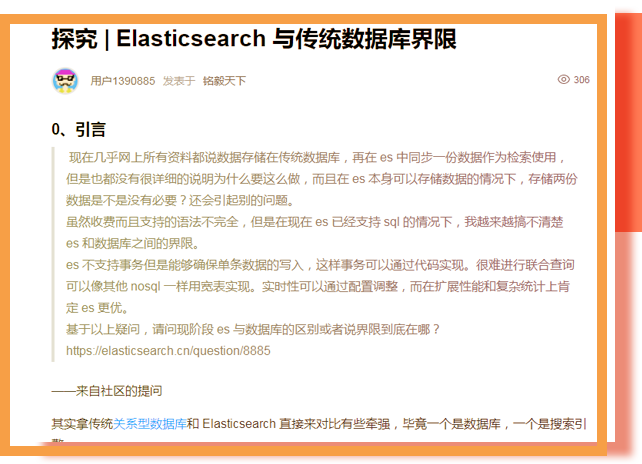 探究 | Elasticsearch 与传统数据库界限
用户1390885 发表于 铭毅天下 306
0、引言
现在几乎网上所有资料都说数据存储在传统数据库，再在 es 中同步一份数据作为检索使用，
但是也都没有很详细的说明为什么要这么做，而且在 es 本身可以存储数据的情况下，存储两份
数据是不是没有必要？还会引起别的问题。
虽然收费而且支持的语法不完全，但是在现在 es 已经支持 sql 的情况下，我越来越搞不清楚
es 和数据库之间的界限。
es 不支持事务但是能够确保单条数据的写入，这样事务可以通过代码实现。很难进行联合查询
可以像其他 nosql 一样用宽表实现。实时性可以通过配置调整，而在扩展性能和复杂统计上肯
定 es 更优。
基于以上疑问，请问现阶段 es 与数据库的区别或者说界限到底在哪？
https://elasticsearch.cn/question/8885
——来自社区的提问
其实拿传统关系型数据库和 Elasticsearch 直接来对比有些牵强，毕竟一个是数据库，一个是搜索引